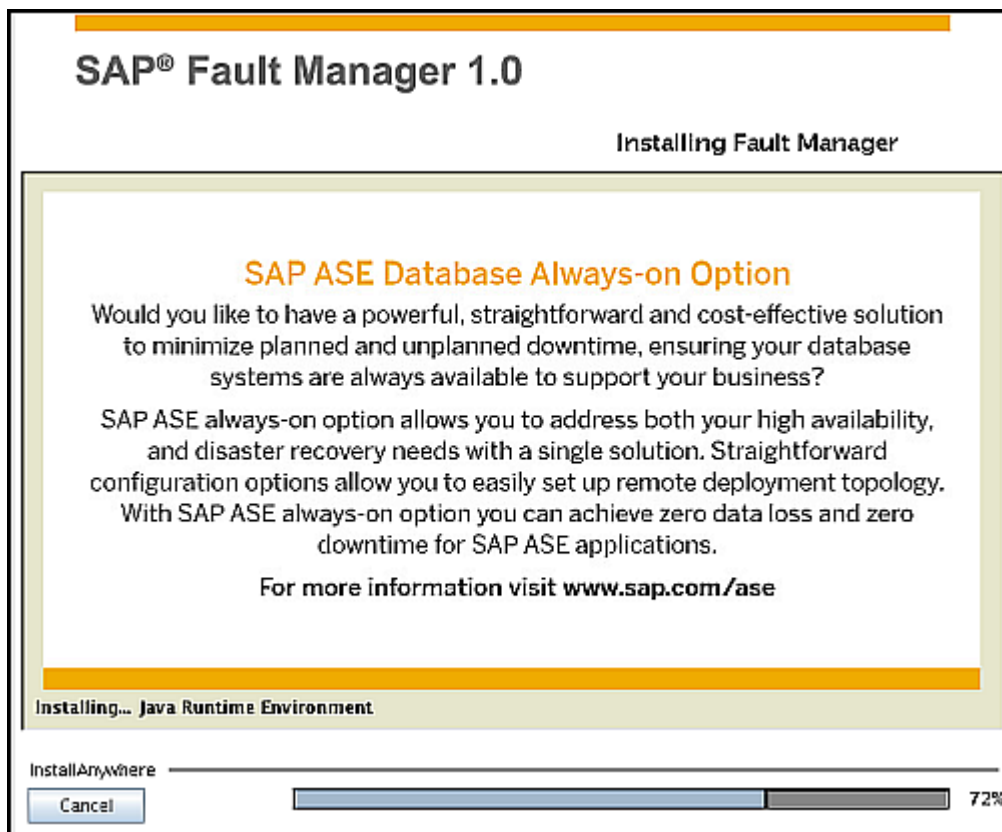 SAP® Fault Manager 1.0
Installing Fault Manager
SAP ASE Database Always-on Option
Would you like to have a powerful, straightforward and cost-effective solution
to minimize planned and unplanned downtime, ensuring your database
systems are always available to support your business?
SAP ASE always-on option allows you to address both your high availability,
and disaster recovery needs with a single solution. Straightforward
configuration options allow you to easily set up remote deployment topology.
With SAP ASE always-on option you can achieve zero data loss and zero
downtime for SAP ASE applications.
For more information visit www.sap.com/ase
Installing... Java Runtime Environment
InstallAnywhere
Cancel
72%